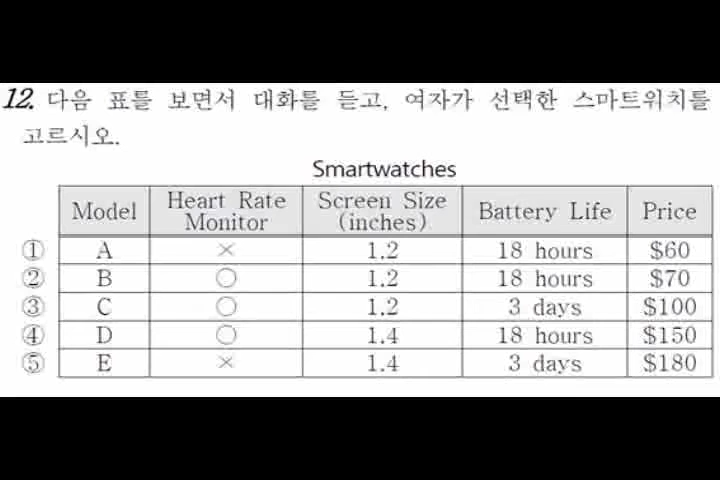 12. 다음 표를 보면서 대화를 듣고, 여자가 선택한 스마트워치를
고르시오.
Smartwatches
Model Heart Rate Monitor Screen Size (inches) Battery Life Price
① A × 1.2 18 hours $60
② B ○ 1.2 18 hours $70
③ C ○ 1.2 3 days $100
④ D ○ 1.4 18 hours $150
⑤ E × 1.4 3 days $180